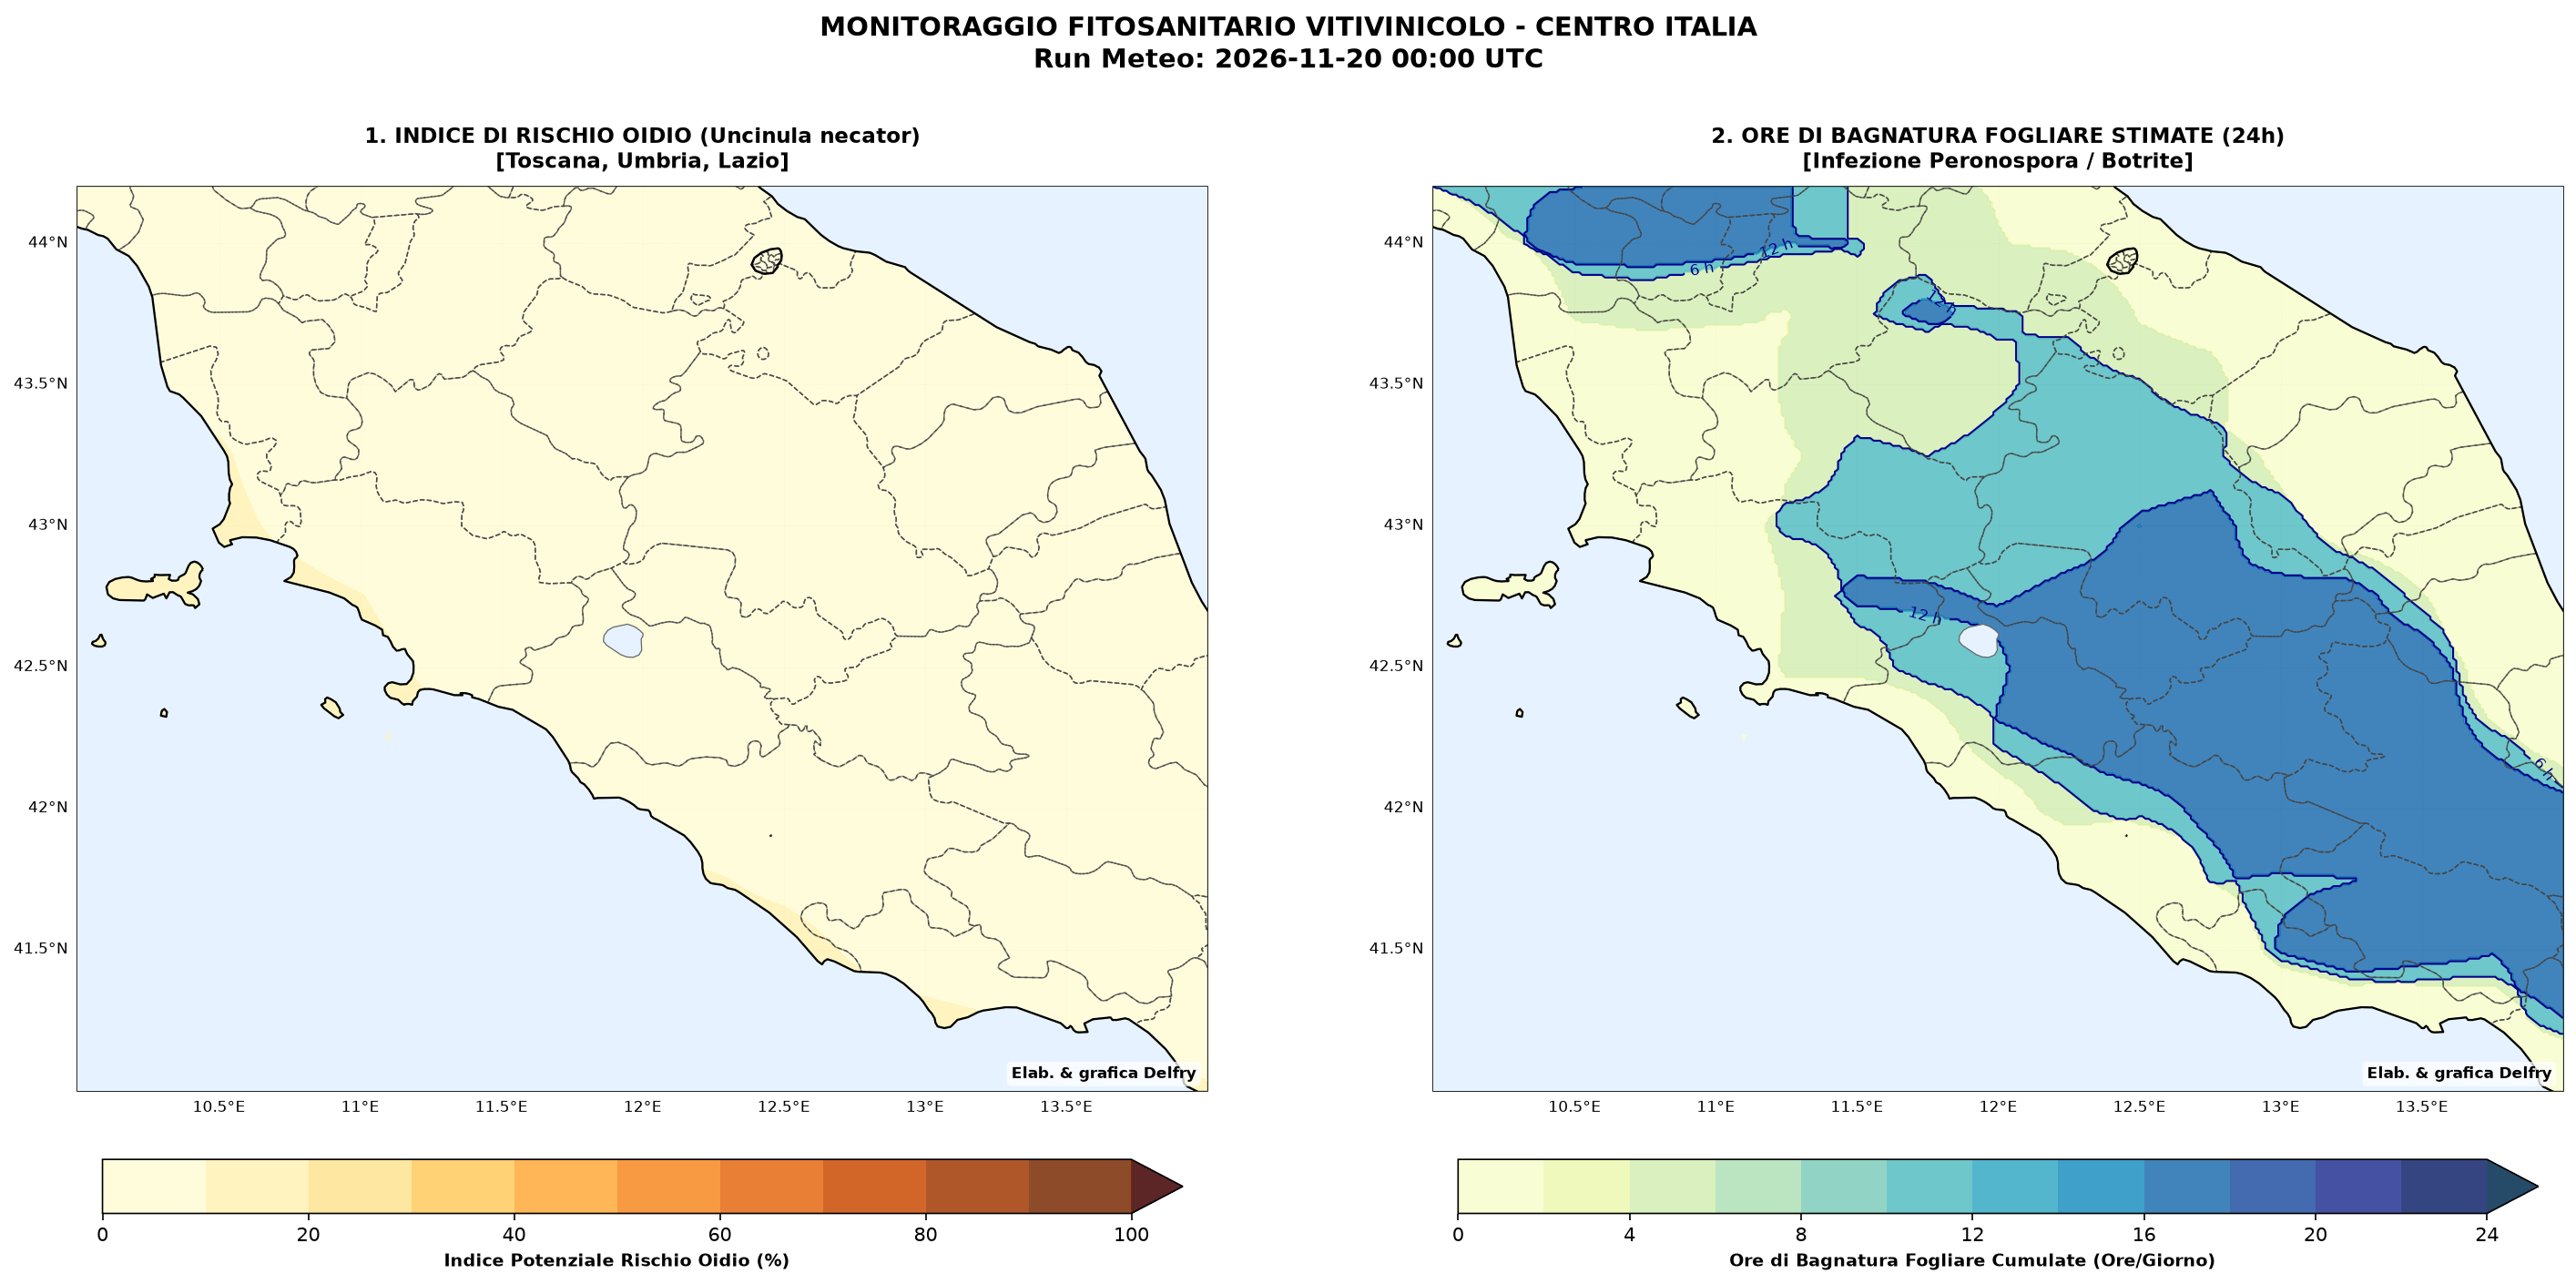 MONITORAGGIO FITOSANITARIO VITIVINICOLO - CENTRO ITALIA
Run Meteo: 2026-11-20 00:00 UTC
1. INDICE DI RISCHIO OIDIO (Uncinula necator)
[Toscana, Umbria, Lazio]
44°N
43.5°N
43°N
42.5°N
42°N
41.5°N
10.5°E
11°E
11.5°E
12°E
12.5°E
13°E
13.5°E
Elab. & grafica Delfry
0
20
40
60
80
100
Indice Potenziale Rischio Oidio (%)
2. ORE DI BAGNATURA FOGLIARE STIMATE (24h)
[Infezione Peronospora / Botrite]
44°N
43.5°N
43°N
42.5°N
42°N
41.5°N
6 h
12 h
12 h
6 h
10.5°E
11°E
11.5°E
12°E
12.5°E
13°E
13.5°E
Elab. & grafica Delfry
0
4
8
12
16
20
24
Ore di Bagnatura Fogliare Cumulate (Ore/Giorno)